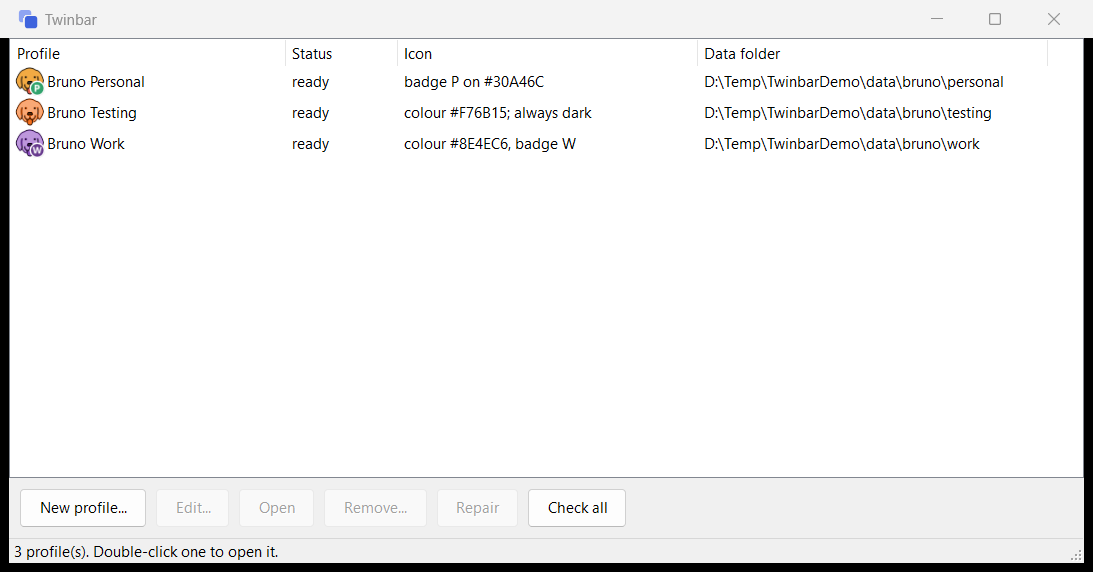 Twinbar
Profile Status Icon Data folder
P Bruno Personal ready badge P on #30A46C D:\Temp\TwinbarDemo\data\bruno\personal
Bruno Testing ready colour #F76B15; always dark D:\Temp\TwinbarDemo\data\bruno\testing
W Bruno Work ready colour #8E4EC6, badge W D:\Temp\TwinbarDemo\data\bruno\work
New profile... Edit... Open Remove... Repair Check all
3 profile(s). Double-click one to open it.